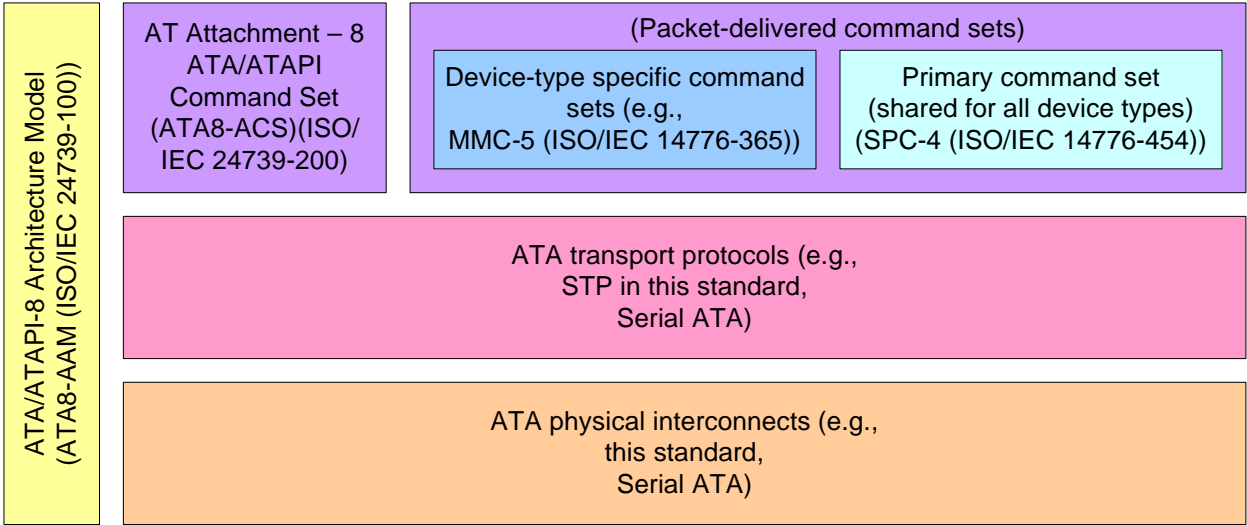 ATA/ATAPI-8 Architecture Model
(ATA8-AAM (ISO/IEC 24739-100))
AT Attachment – 8
ATA/ATAPI
Command Set
(ATA8-ACS)(ISO/
IEC 24739-200)
(Packet-delivered command sets)
Device-type specific command
sets (e.g.,
MMC-5 (ISO/IEC 14776-365))
Primary command set
(shared for all device types)
(SPC-4 (ISO/IEC 14776-454))
ATA transport protocols (e.g.,
STP in this standard,
Serial ATA)
ATA physical interconnects (e.g.,
this standard,
Serial ATA)